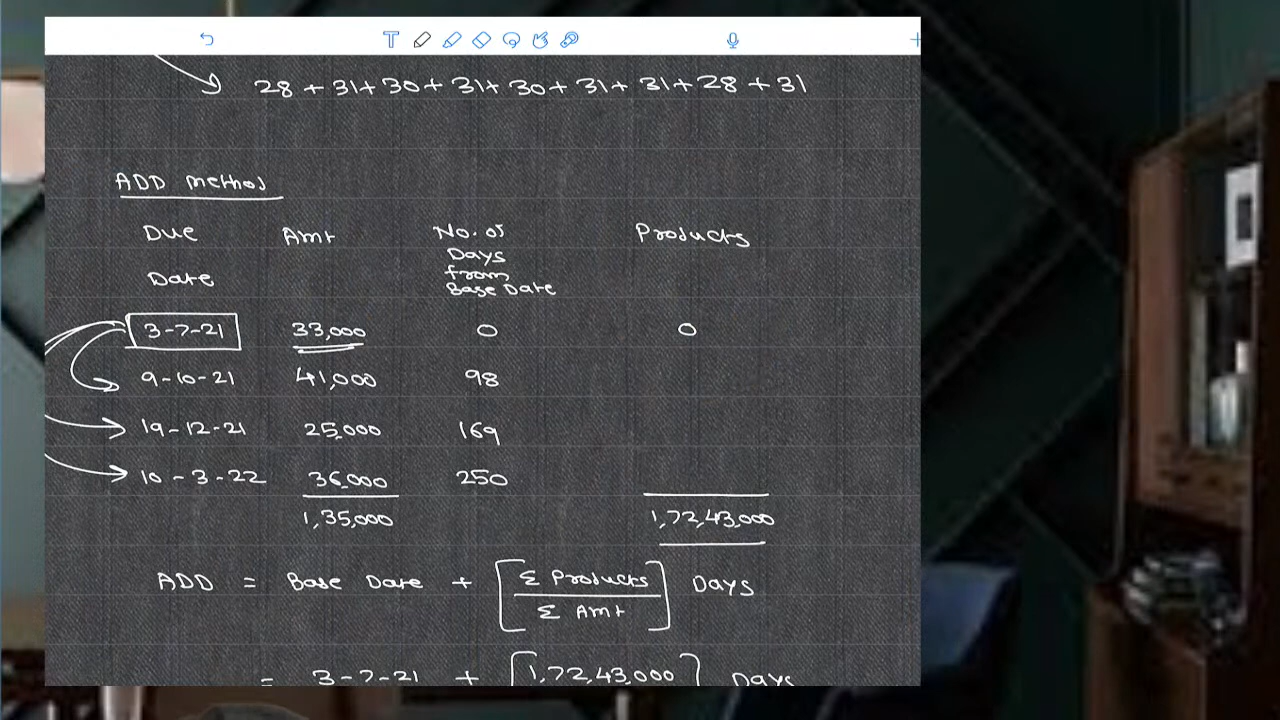 28 + 31 + 30 + 31 + 30 + 31 + 31 + 28 + 31
ADD Method
Due Date Amt No. of Days from Base Date Products
3-7-21 33,000 0 0
9-10-21 41,000 98
19-12-21 25,000 169
10-3-22 36,000 250
1,35,000 1,72,43,000
ADD = Base Date + [Σ Products / Σ Amt] Days
= 3-7-21 + [1,72,43,000] Days